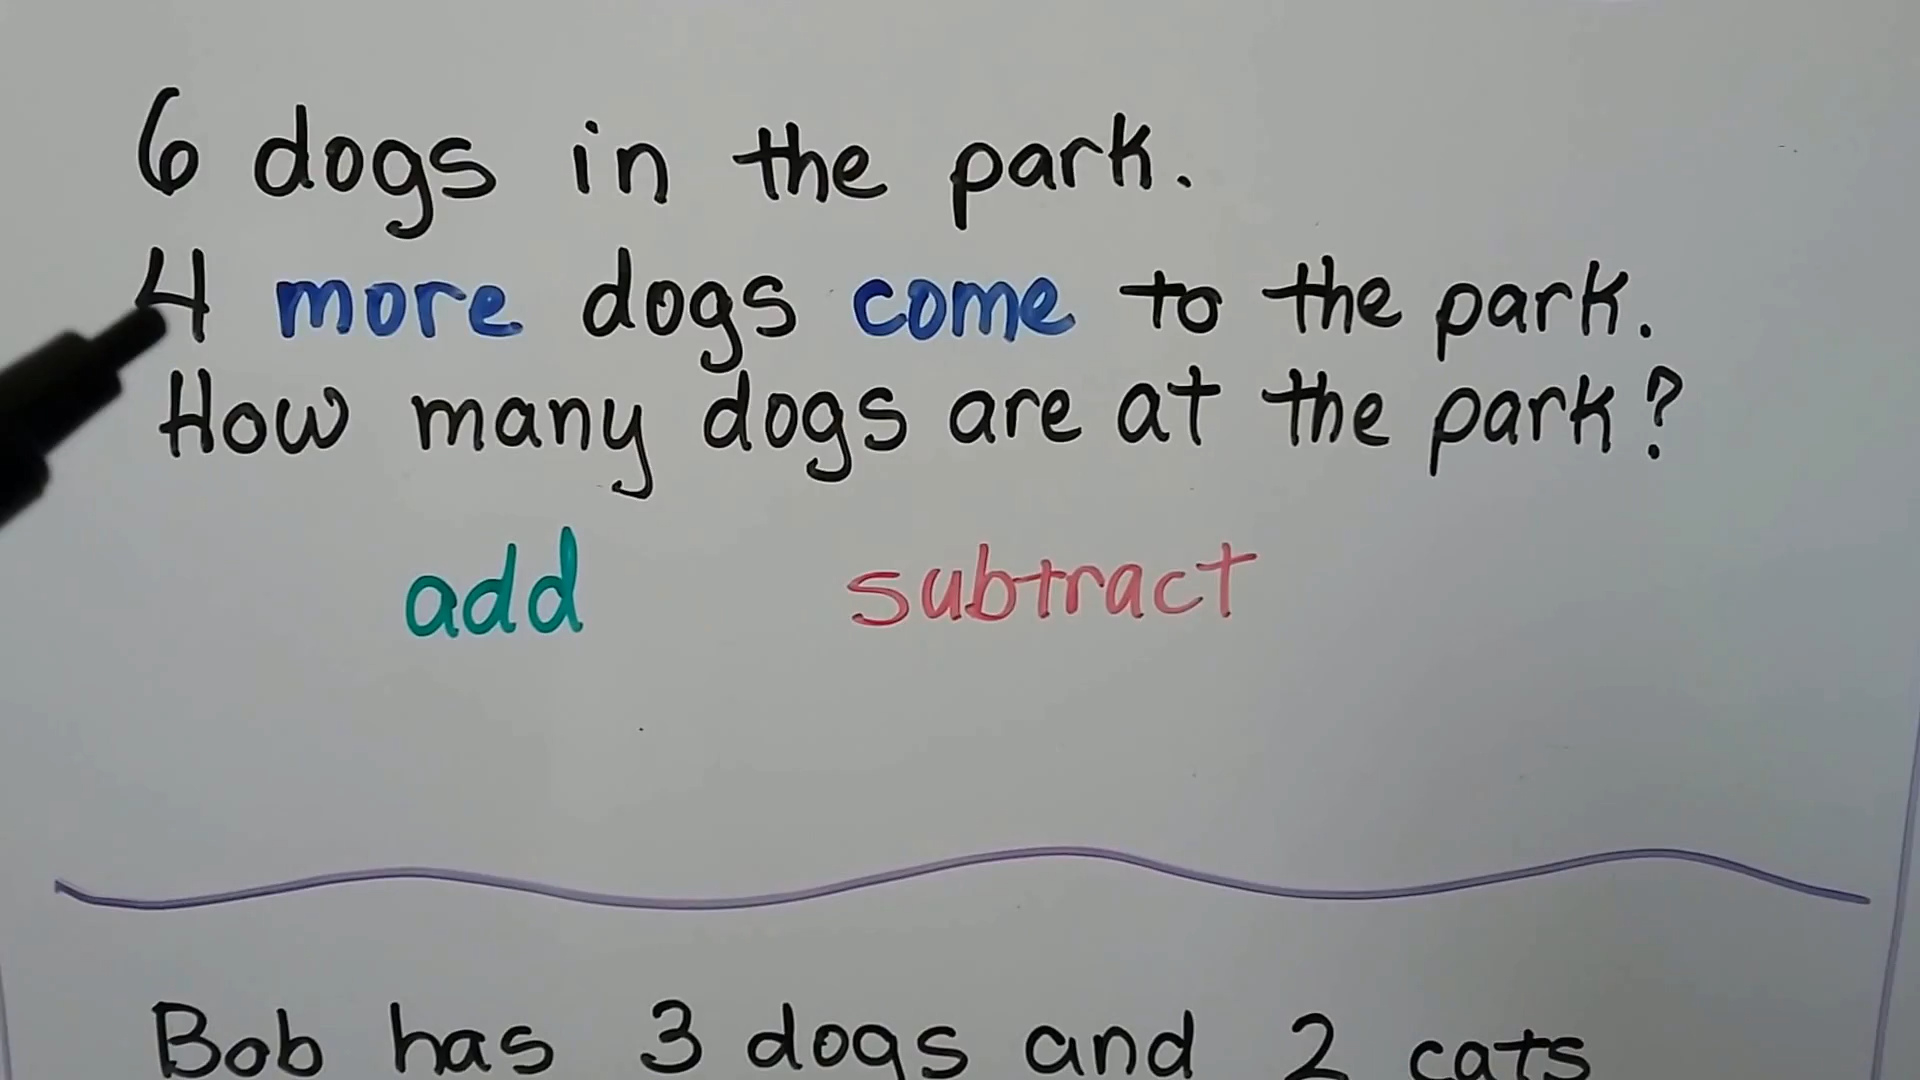 6 dogs in the park.
4 more dogs come to the park.
How many dogs are at the park?
add subtract
Bob has 3 dogs and 2 cats